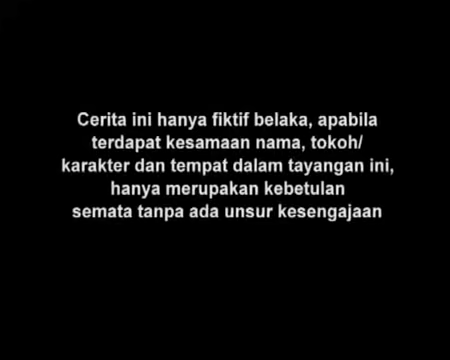 Cerita ini hanya fiktif belaka, apabila
terdapat kesamaan nama, tokoh/
karakter dan tempat dalam tayangan ini,
hanya merupakan kebetulan
semata tanpa ada unsur kesengajaan